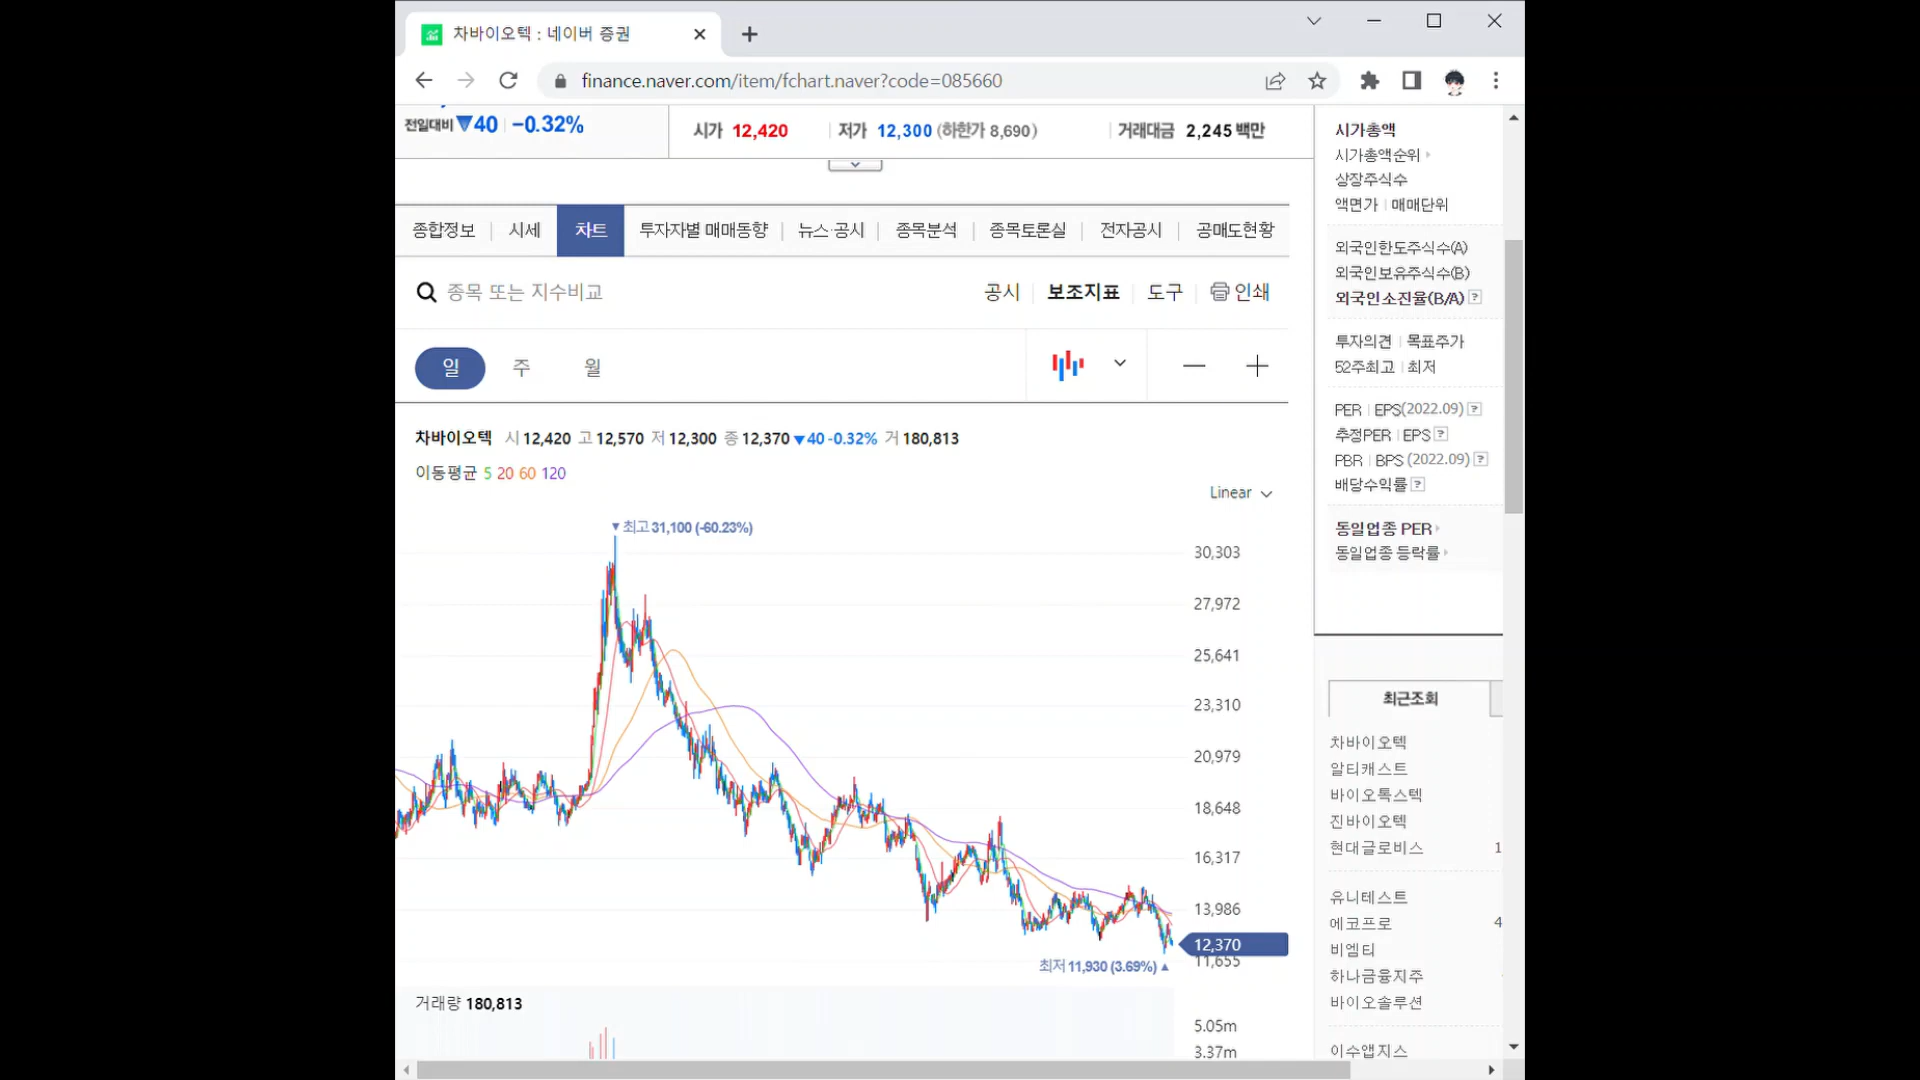 차바이오텍 : 네이버 증권
finance.naver.com/item/fchart.naver?code=085660
전일대비 ▼40 | -0.32%
시가 12,420 | 저가 12,300 (하한가 8,690) | 거래대금 2,245 백만
종합정보 | 시세 차트 투자자별 매매동향 | 뉴스·공시 | 종목분석 | 종목토론실 | 전자공시 | 공매도현황
종목 또는 지수비교
공시 보조지표 도구 인쇄
일 주 월
차바이오텍 시 12,420 고 12,570 저 12,300 종 12,370 ▼40 -0.32% 거 180,813
이동평균 5 20 60 120
Linear
▼최고 31,100 (-60.23%)
30,303
27,972
25,641
23,310
20,979
18,648
16,317
13,986
12,370
11,655
최저 11,930 (3.69%) ▲
거래량 180,813
5.05m
3.37m
시가총액
시가총액순위
상장주식수
액면가 | 매매단위
외국인한도주식수(A)
외국인보유주식수(B)
외국인소진율(B/A) ?
투자의견 | 목표주가
52주최고 | 최저
PER | EPS(2022.09) ?
추정PER | EPS ?
PBR | BPS (2022.09) ?
배당수익률 ?
동일업종 PER
동일업종 등락률
최근조회
차바이오텍
알티캐스트
바이오톡스텍
진바이오텍
현대글로비스 1
유니테스트
에코프로 4
비엠티
하나금융지주
바이오솔루션
이수앱지스